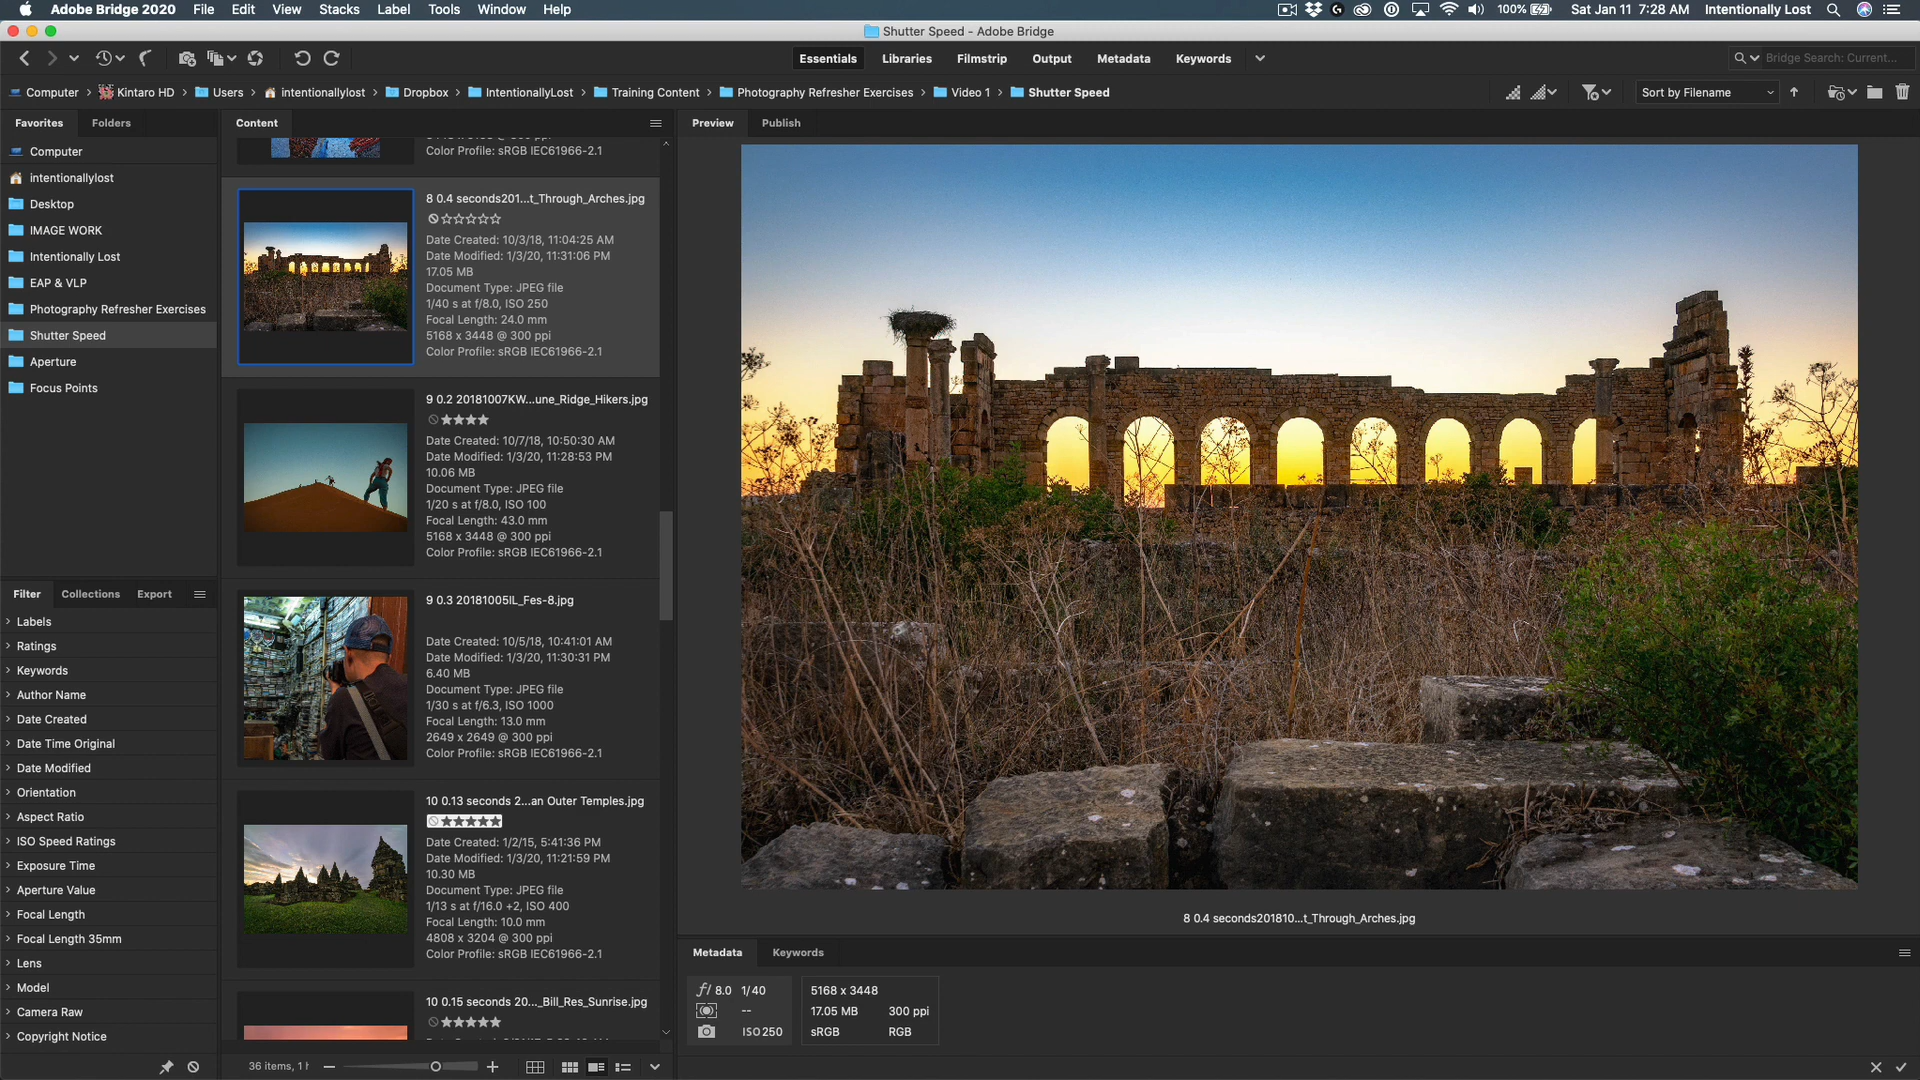 Adobe Bridge 2020 File Edit View Stacks Label Tools Window Help 100% Sat Jan 11 7:28 AM Intentionally Lost
Shutter Speed - Adobe Bridge
Essentials Libraries Filmstrip Output Metadata Keywords Bridge Search: Current...
Computer Kintaro HD Users intentionallylost Dropbox IntentionallyLost Training Content Photography Refresher Exercises Video 1 Shutter Speed Sort by Filename
Favorites Folders
Computer
intentionallylost
Desktop
IMAGE WORK
Intentionally Lost
EAP & VLP
Photography Refresher Exercises
Shutter Speed
Aperture
Focus Points
Filter Collections Export
Labels
Ratings
Keywords
Author Name
Date Created
Date Time Original
Date Modified
Orientation
Aspect Ratio
ISO Speed Ratings
Exposure Time
Aperture Value
Focal Length
Focal Length 35mm
Lens
Model
Camera Raw
Copyright Notice
Content
Color Profile: sRGB IEC61966-2.1
8 0.4 seconds201...t_Through_Arches.jpg
Date Created: 10/3/18, 11:04:25 AM
Date Modified: 1/3/20, 11:31:06 PM
17.05 MB
Document Type: JPEG file
1/40 s at f/8.0, ISO 250
Focal Length: 24.0 mm
5168 x 3448 @ 300 ppi
Color Profile: sRGB IEC61966-2.1
9 0.2 20181007KW...une_Ridge_Hikers.jpg
Date Created: 10/7/18, 10:50:30 AM
Date Modified: 1/3/20, 11:28:53 PM
10.06 MB
Document Type: JPEG file
1/20 s at f/8.0, ISO 100
Focal Length: 43.0 mm
5168 x 3448 @ 300 ppi
Color Profile: sRGB IEC61966-2.1
9 0.3 20181005IL_Fes-8.jpg
Date Created: 10/5/18, 10:41:01 AM
Date Modified: 1/3/20, 11:30:31 PM
6.40 MB
Document Type: JPEG file
1/30 s at f/6.3, ISO 1000
Focal Length: 13.0 mm
2649 x 2649 @ 300 ppi
Color Profile: sRGB IEC61966-2.1
10 0.13 seconds 2...an Outer Temples.jpg
Date Created: 1/2/15, 5:41:36 PM
Date Modified: 1/3/20, 11:21:59 PM
10.30 MB
Document Type: JPEG file
1/13 s at f/16.0 +2, ISO 400
Focal Length: 10.0 mm
4808 x 3204 @ 300 ppi
Color Profile: sRGB IEC61966-2.1
10 0.15 seconds 20..._Bill_Res_Sunrise.jpg
36 items, 1 h
Preview Publish
8 0.4 seconds201810...t_Through_Arches.jpg
Metadata Keywords
f/ 8.0 1/40
--
ISO 250
5168 x 3448
17.05 MB 300 ppi
sRGB RGB